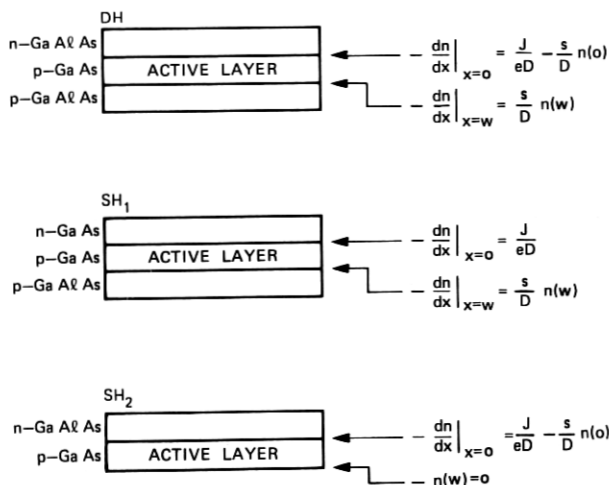 DH
n–Ga Aℓ As
p–Ga As ACTIVE LAYER
p–Ga Aℓ As
– dn/dx |x=o = J/eD – s/D n(o)
– dn/dx |x=w = s/D n(w)
SH₁
n–Ga As
p–Ga As ACTIVE LAYER
p–Ga Aℓ As
– dn/dx |x=o = J/eD
– dn/dx |x=w = s/D n(w)
SH₂
n–Ga Aℓ As
p–Ga As ACTIVE LAYER
– dn/dx |x=o = J/eD – s/D n(o)
– n(w)=o